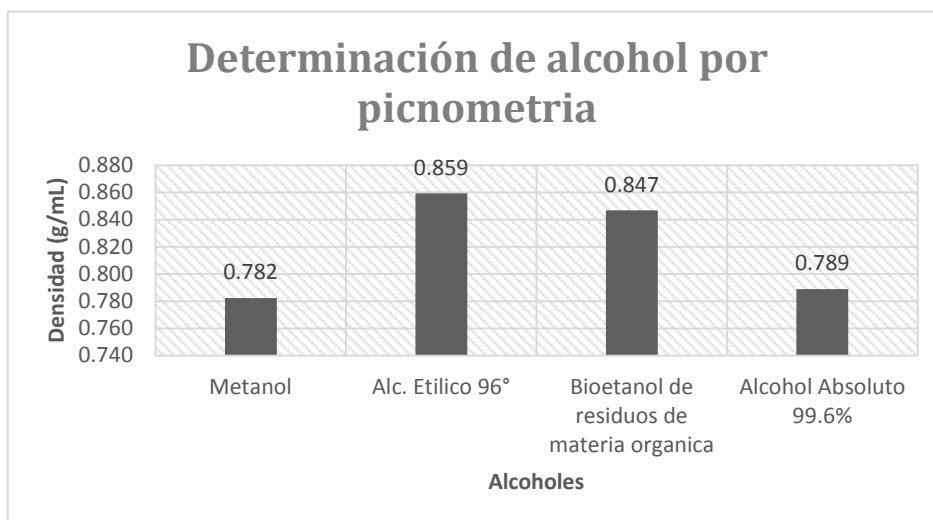 Determinación de alcohol por
picnometria
Densidad (g/mL)
0.880
0.860
0.840
0.820
0.800
0.780
0.760
0.740
0.782
0.859
0.847
0.789
Metanol
Alc. Etilico 96°
Bioetanol de
residuos de
materia organica
Alcohol Absoluto
99.6%
Alcoholes